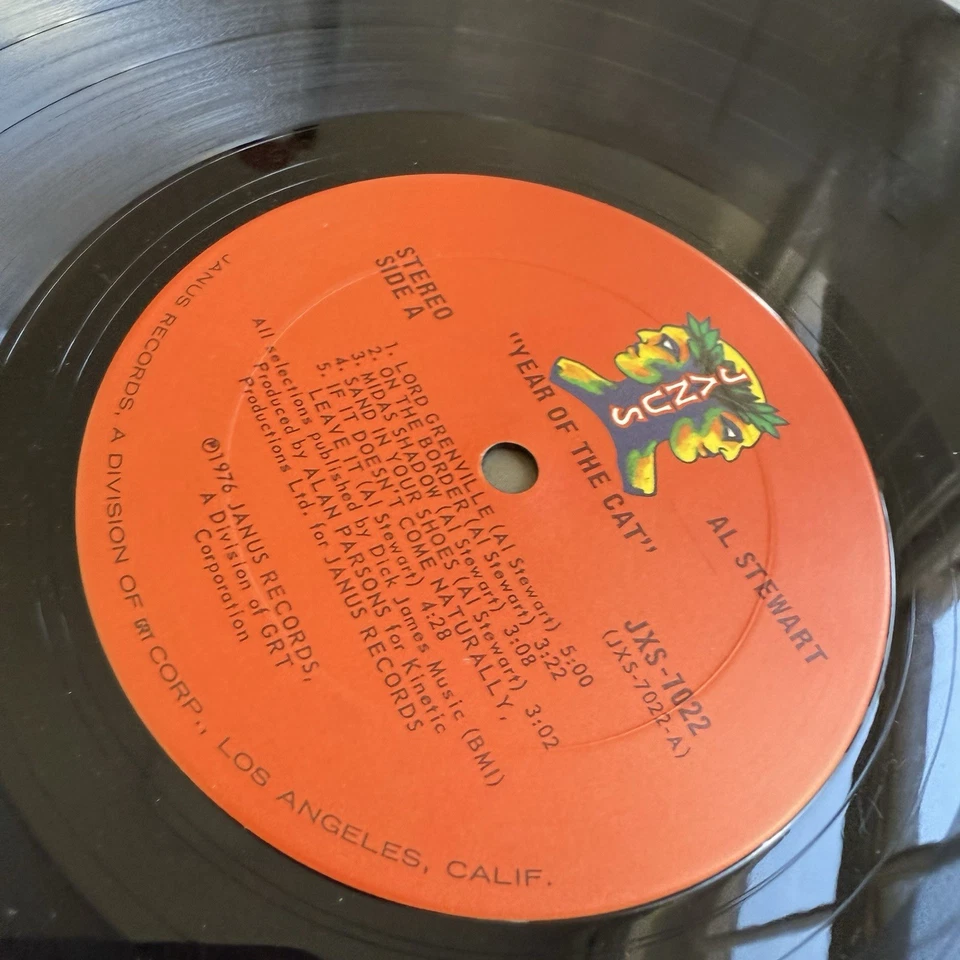 JANUS
AL STEWART
"YEAR OF THE CAT"
STEREO
SIDE A
JXS-7022
(JXS-7022-A)
1. LORD GRENVILLE (Al Stewart) 5:00
2. ON THE BORDER (Al Stewart) 3:22
3. MIDAS SHADOW (Al Stewart) 3:08
4. SAND IN YOUR SHOES (Al Stewart) 3:02
5. IF IT DOESN'T COME NATURALLY,
LEAVE IT (Al Stewart) 4:28
All selections published by Dick James Music (BMI)
Produced by ALAN PARSONS for Kinetic
Productions Ltd. for JANUS RECORDS
℗1976 JANUS RECORDS,
A Division of GRT
Corporation
JANUS RECORDS, A DIVISION OF GRT CORP., LOS ANGELES, CALIF.